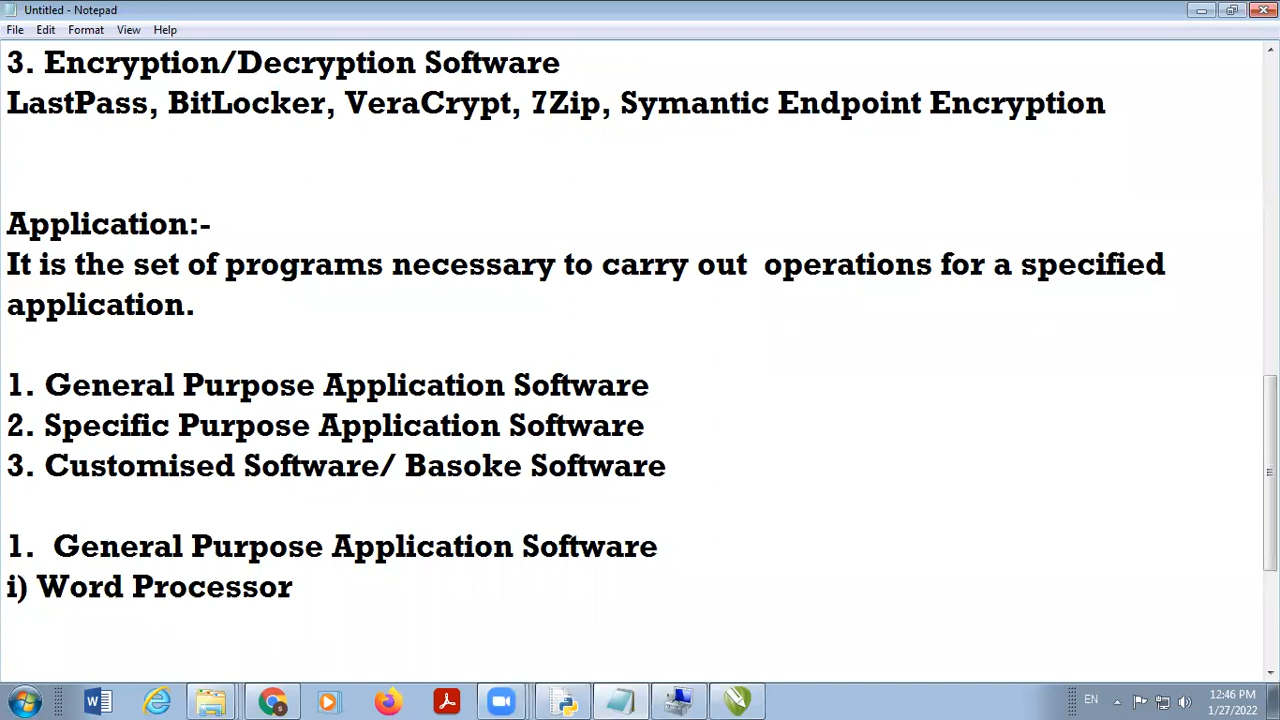 Untitled - Notepad
File Edit Format View Help
3. Encryption/Decryption Software
LastPass, BitLocker, VeraCrypt, 7Zip, Symantic Endpoint Encryption
Application:-
It is the set of programs necessary to carry out  operations for a specified
application.
1. General Purpose Application Software
2. Specific Purpose Application Software
3. Customised Software/ Basoke Software
1.  General Purpose Application Software
i) Word Processor
EN
12:46 PM
1/27/2022